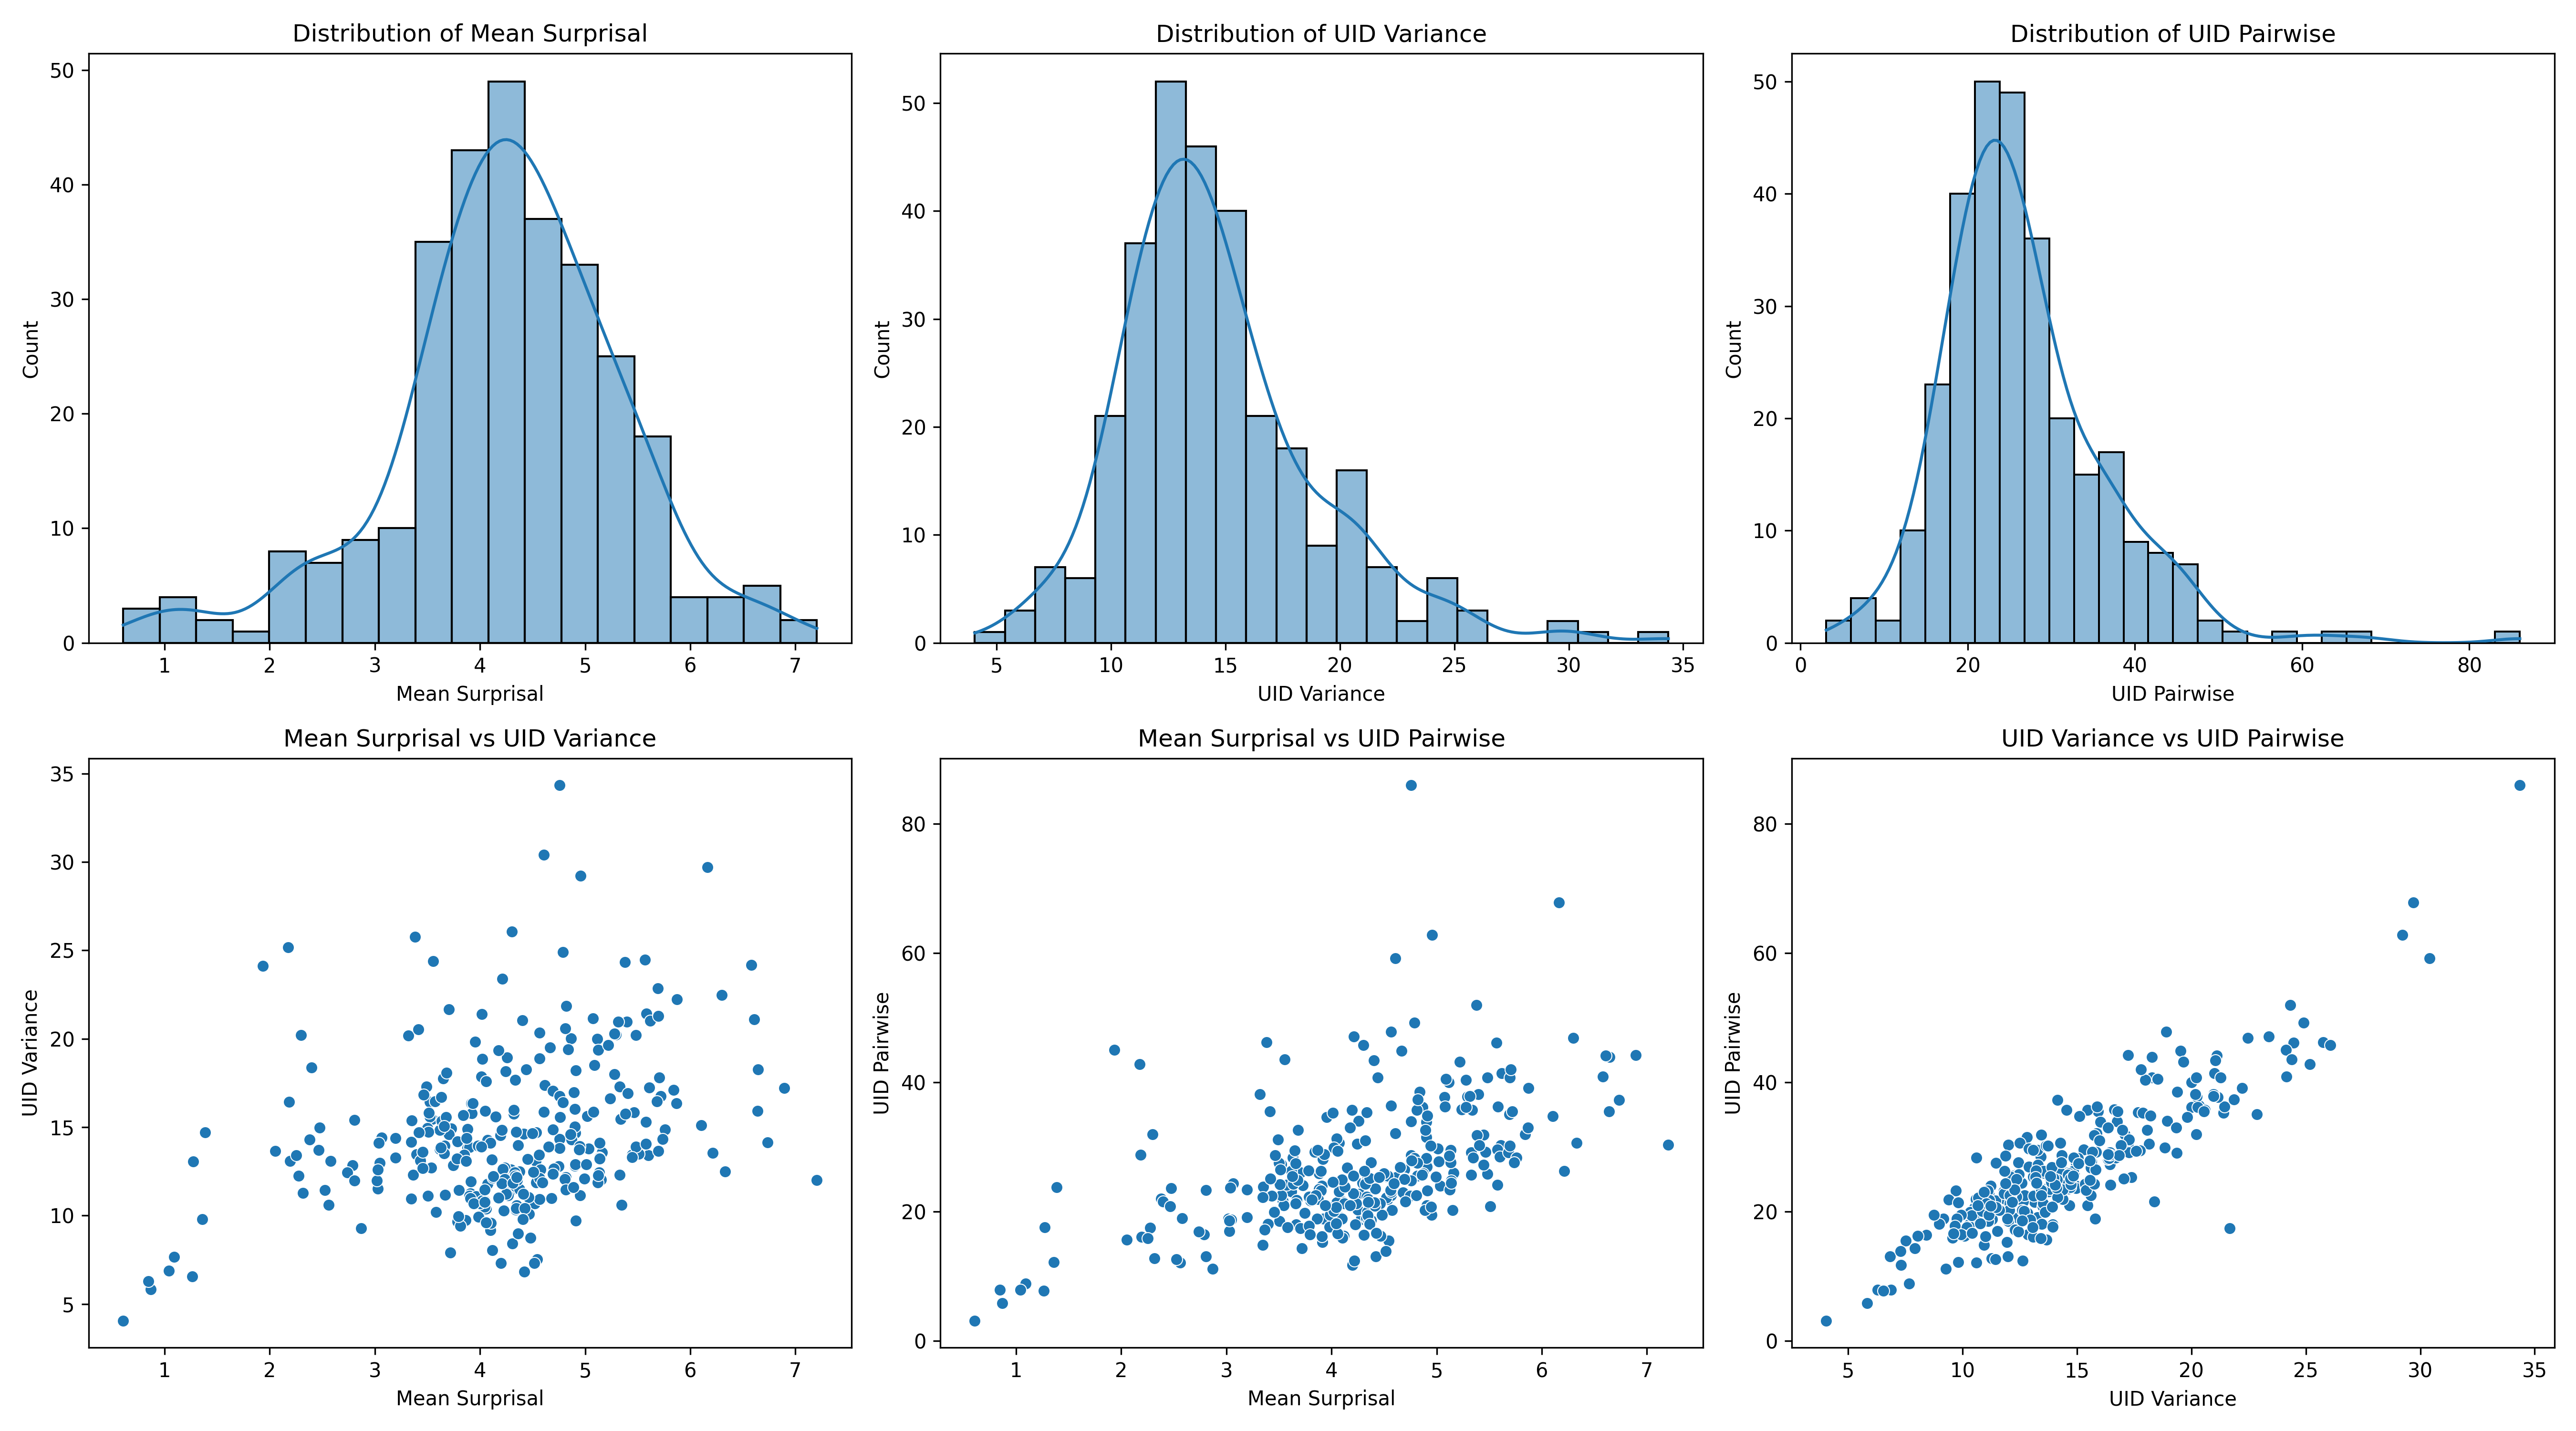 Distribution of Mean Surprisal
50
40
30
20
10
0
Count
1 2 3 4 5 6 7
Mean Surprisal
Distribution of UID Variance
50
40
30
20
10
0
Count
5 10 15 20 25 30 35
UID Variance
Distribution of UID Pairwise
50
40
30
20
10
0
Count
0 20 40 60 80
UID Pairwise
Mean Surprisal vs UID Variance
35
30
25
20
15
10
5
UID Variance
1 2 3 4 5 6 7
Mean Surprisal
Mean Surprisal vs UID Pairwise
80
60
40
20
0
UID Pairwise
1 2 3 4 5 6 7
Mean Surprisal
UID Variance vs UID Pairwise
80
60
40
20
0
UID Pairwise
5 10 15 20 25 30 35
UID Variance